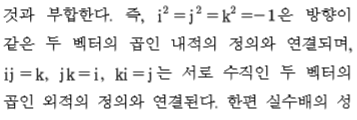 것과 부합한다. 즉, i²=j²=k²=−1은 방향이
같은 두 벡터의 곱인 내적의 정의와 연결되며,
ij=k, jk=i, ki=j는 서로 수직인 두 벡터의
곱인 외적의 정의와 연결된다. 한편 실수배의 성